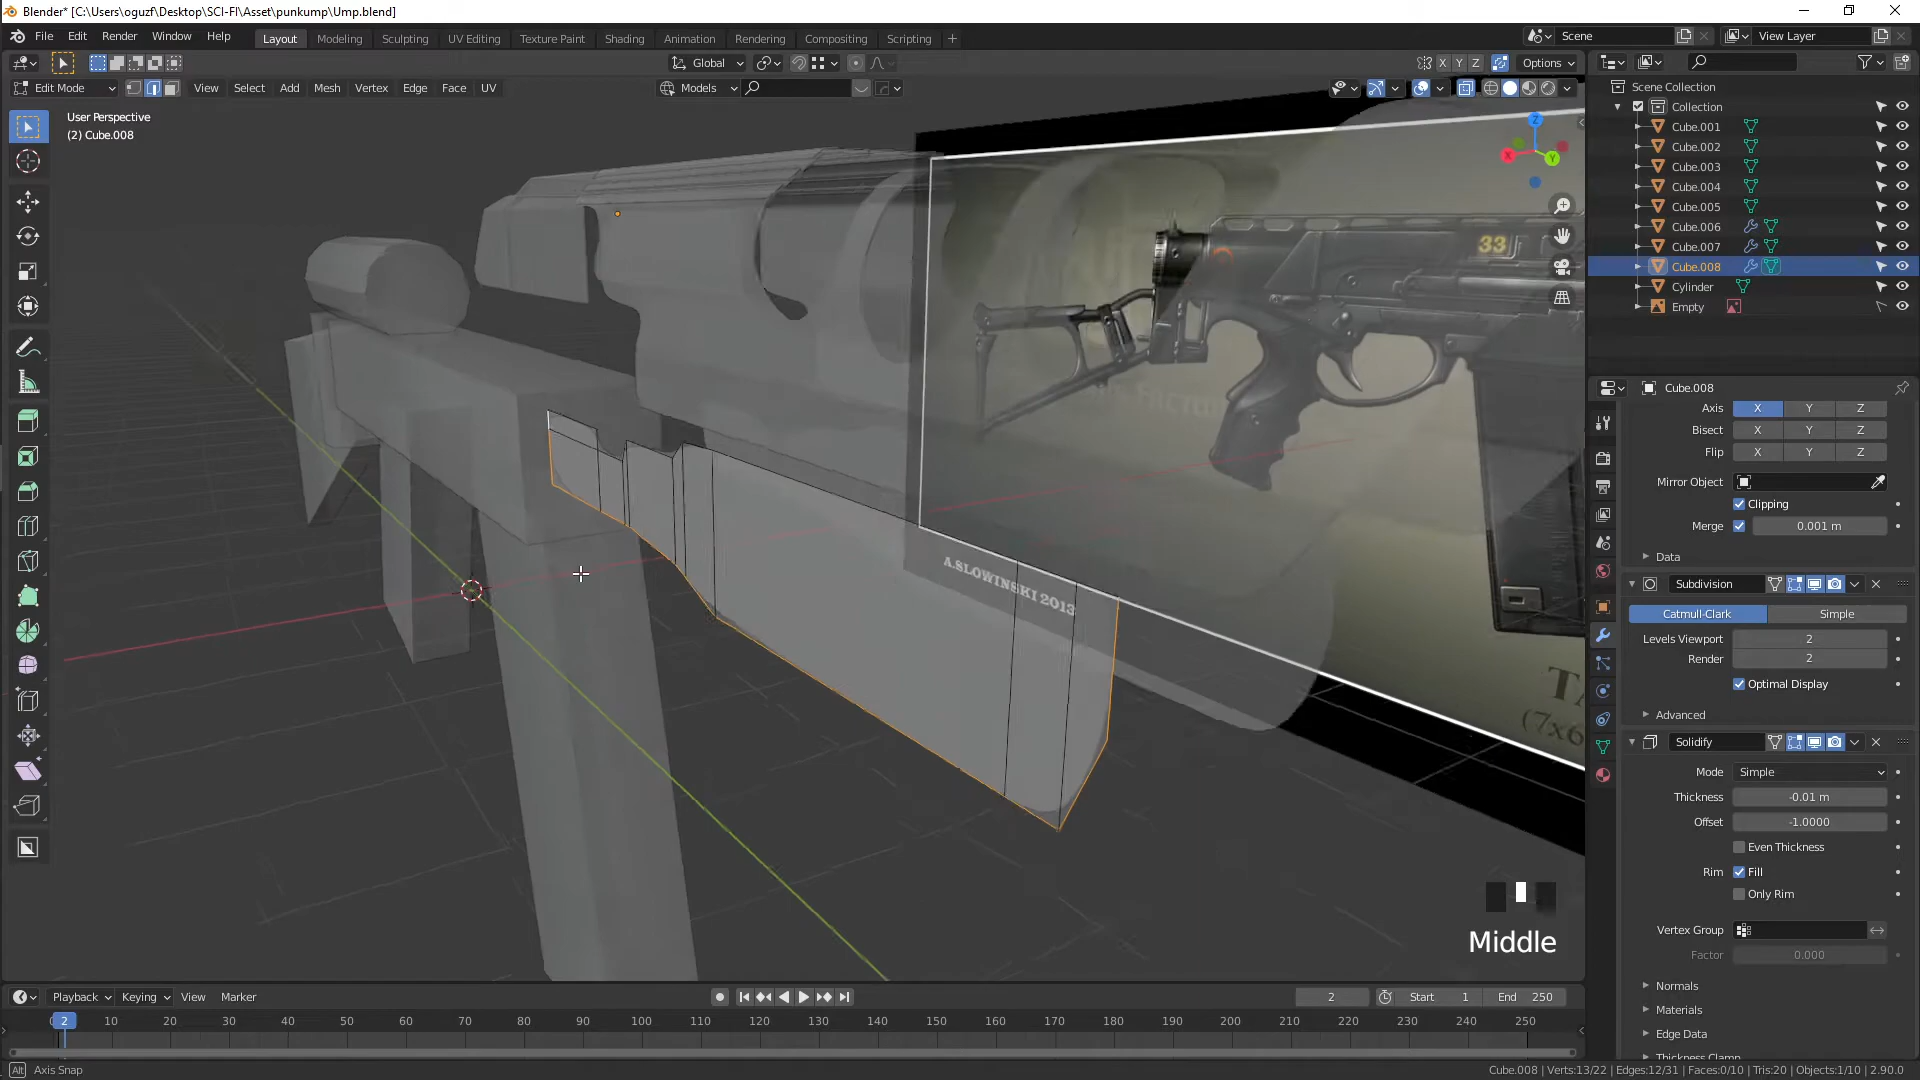 Blender* [C:\Users\oguzf\Desktop\SCI-FI\Asset\punkump\Ump.blend]
File Edit Render Window Help
Layout Modeling Sculpting UV Editing Texture Paint Shading Animation Rendering Compositing Scripting +
Scene
View Layer
Global
X Y Z
Options
Edit Mode
View Select Add Mesh Vertex Edge Face UV
Models
User Perspective
(2) Cube.008
Z
X
Y
33
A.SLOWINSKI 2013
Middle
Scene Collection
Collection
Cube.001
Cube.002
Cube.003
Cube.004
Cube.005
Cube.006
Cube.007
Cube.008
Cylinder
Empty
Cube.008
Axis X Y Z
Bisect X Y Z
Flip X Y Z
Mirror Object
Clipping
Merge 0.001 m
Data
Subdivision
Catmull-Clark Simple
Levels Viewport 2
Render 2
Optimal Display
Advanced
Solidify
Mode Simple
Thickness -0.01 m
Offset -1.0000
Even Thickness
Rim Fill
Only Rim
Vertex Group
Factor 0.000
Normals
Materials
Edge Data
Thickness Clamp
Playback Keying View Marker
2
Start 1
End 250
2 10 20 30 40 50 60 70 80 90 100 110 120 130 140 150 160 170 180 190 200 210 220 230 240 250
Alt Axis Snap
Cube.008 | Verts:13/22 | Edges:12/31 | Faces:0/10 | Tris:20 | Objects:1/10 | 2.90.0